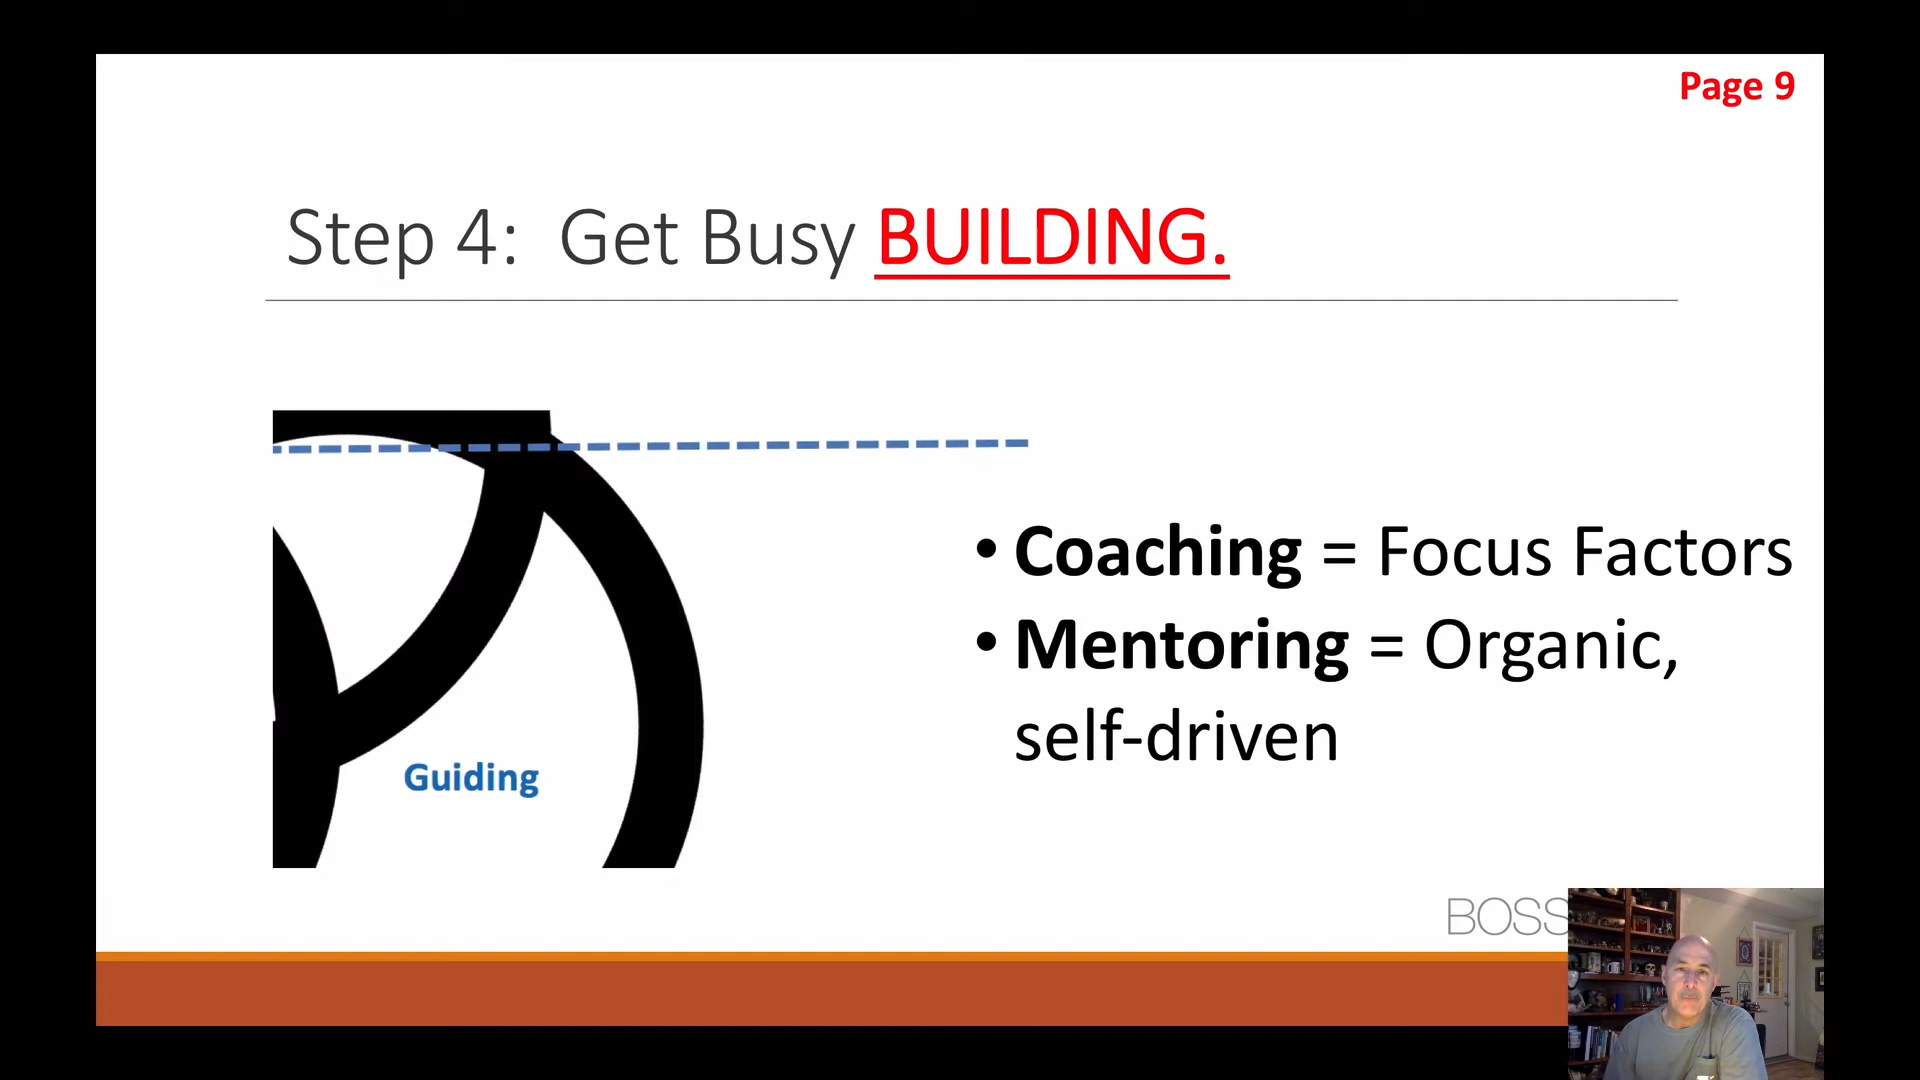 Page 9
Step 4: Get Busy BUILDING.
• Coaching = Focus Factors
• Mentoring = Organic,
self-driven
Guiding
BOSS